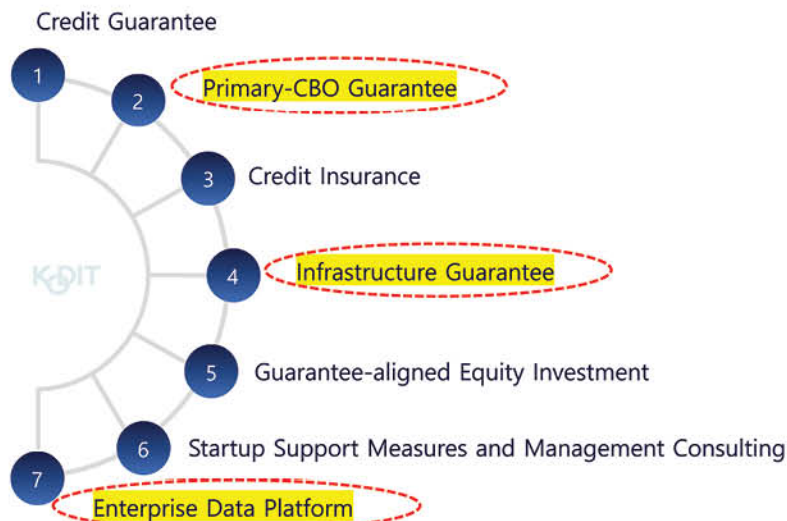 Credit Guarantee
1
2
Primary-CBO Guarantee
3
Credit Insurance
KODIT
4
Infrastructure Guarantee
5
Guarantee-aligned Equity Investment
6
Startup Support Measures and Management Consulting
7
Enterprise Data Platform